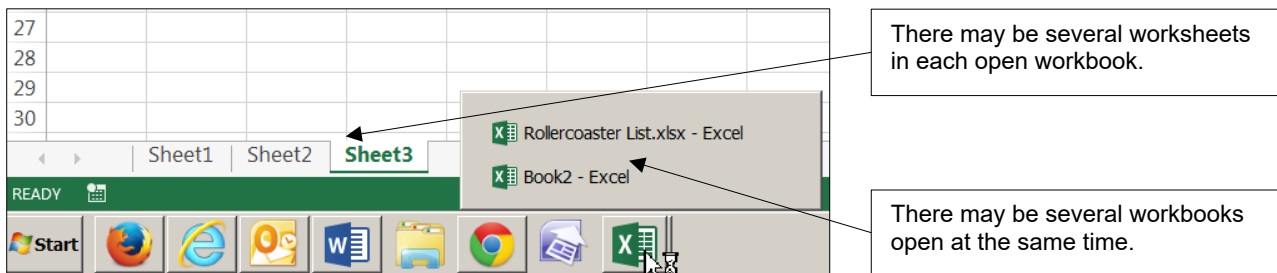 27
28
29
30
Sheet1 Sheet2 Sheet3
READY
Start
Rollercoaster List.xlsx - Excel
Book2 - Excel
There may be several worksheets
in each open workbook.
There may be several workbooks
open at the same time.